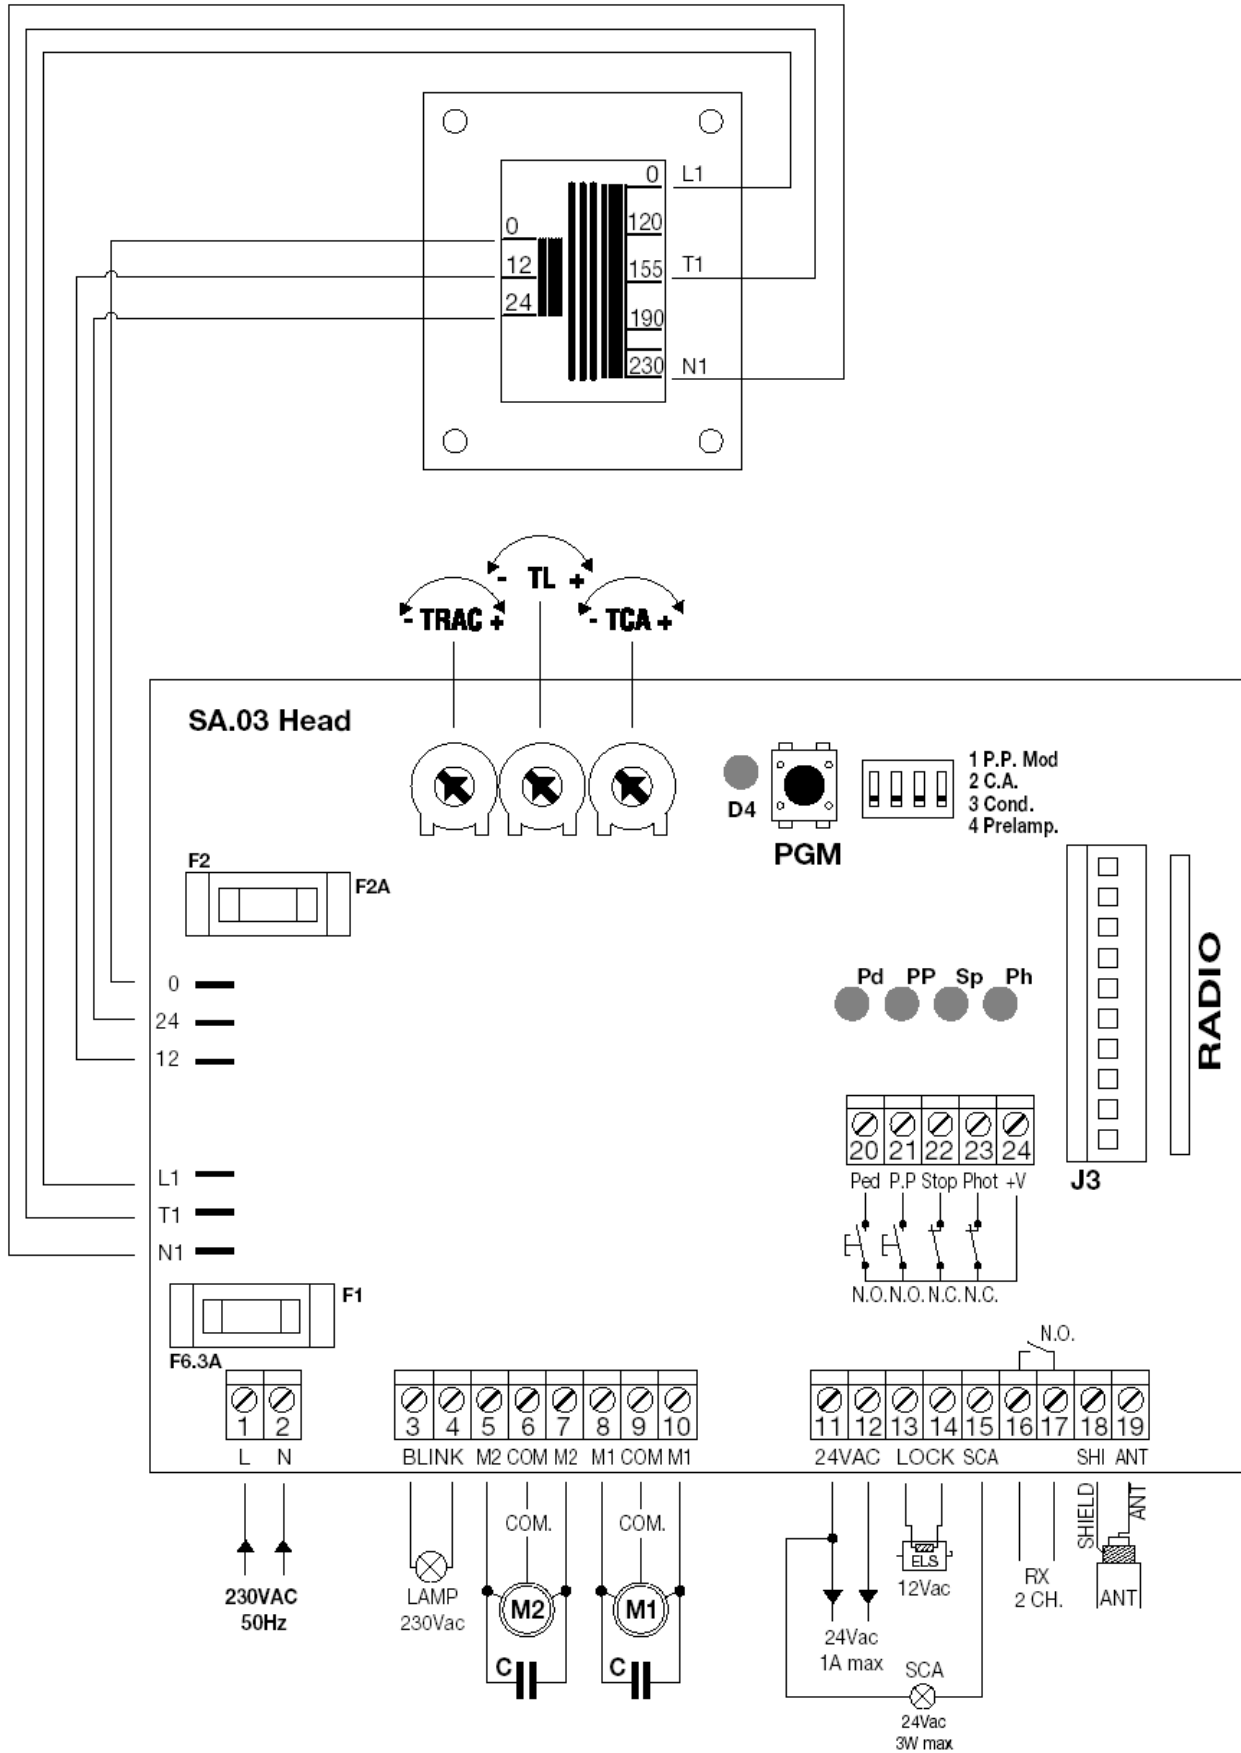 0 L1
120
0
12
155 T1
24
190
230 N1
- TL +
- TRAC +
- TCA +
SA.03 Head
1 P.P. Mod
2 C.A.
3 Cond.
4 Prelamp.
D4
PGM
F2
F2A
Pd PP Sp Ph
RADIO
0
24
12
20 21 22 23 24
Ped P.P Stop Phot +V
J3
L1
T1
N1
N.O. N.O. N.C. N.C.
F1
F6.3A
N.O.
1 2
3 4 5 6 7 8 9 10
11 12 13 14 15 16 17 18 19
L N
BLINK M2 COM M2 M1 COM M1
24VAC LOCK SCA
SHI ANT
SHIELD
ANT
COM.
COM.
ELS
12Vac
230VAC
50Hz
LAMP
230Vac
M2
M1
RX
2 CH.
ANT
24Vac
1A max
C
C
SCA
24Vac
3W max